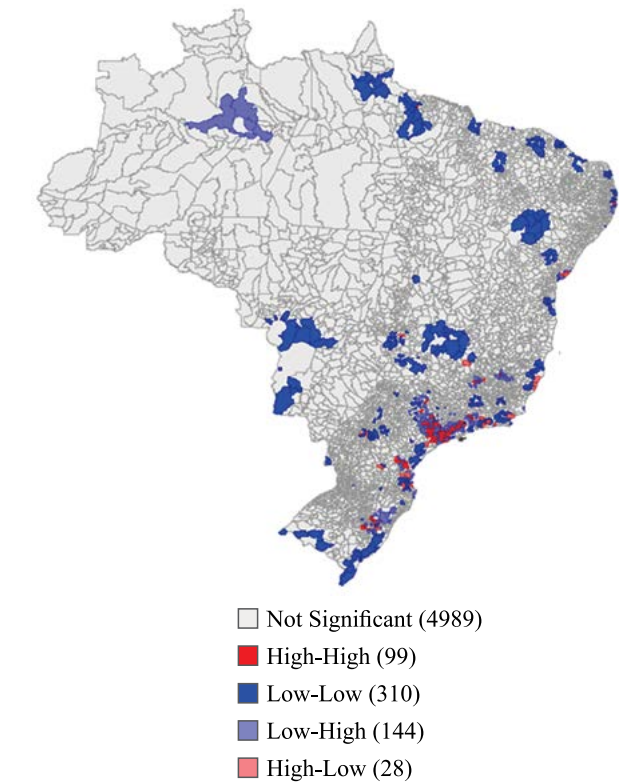 Not Significant (4989)
High-High (99)
Low-Low (310)
Low-High (144)
High-Low (28)